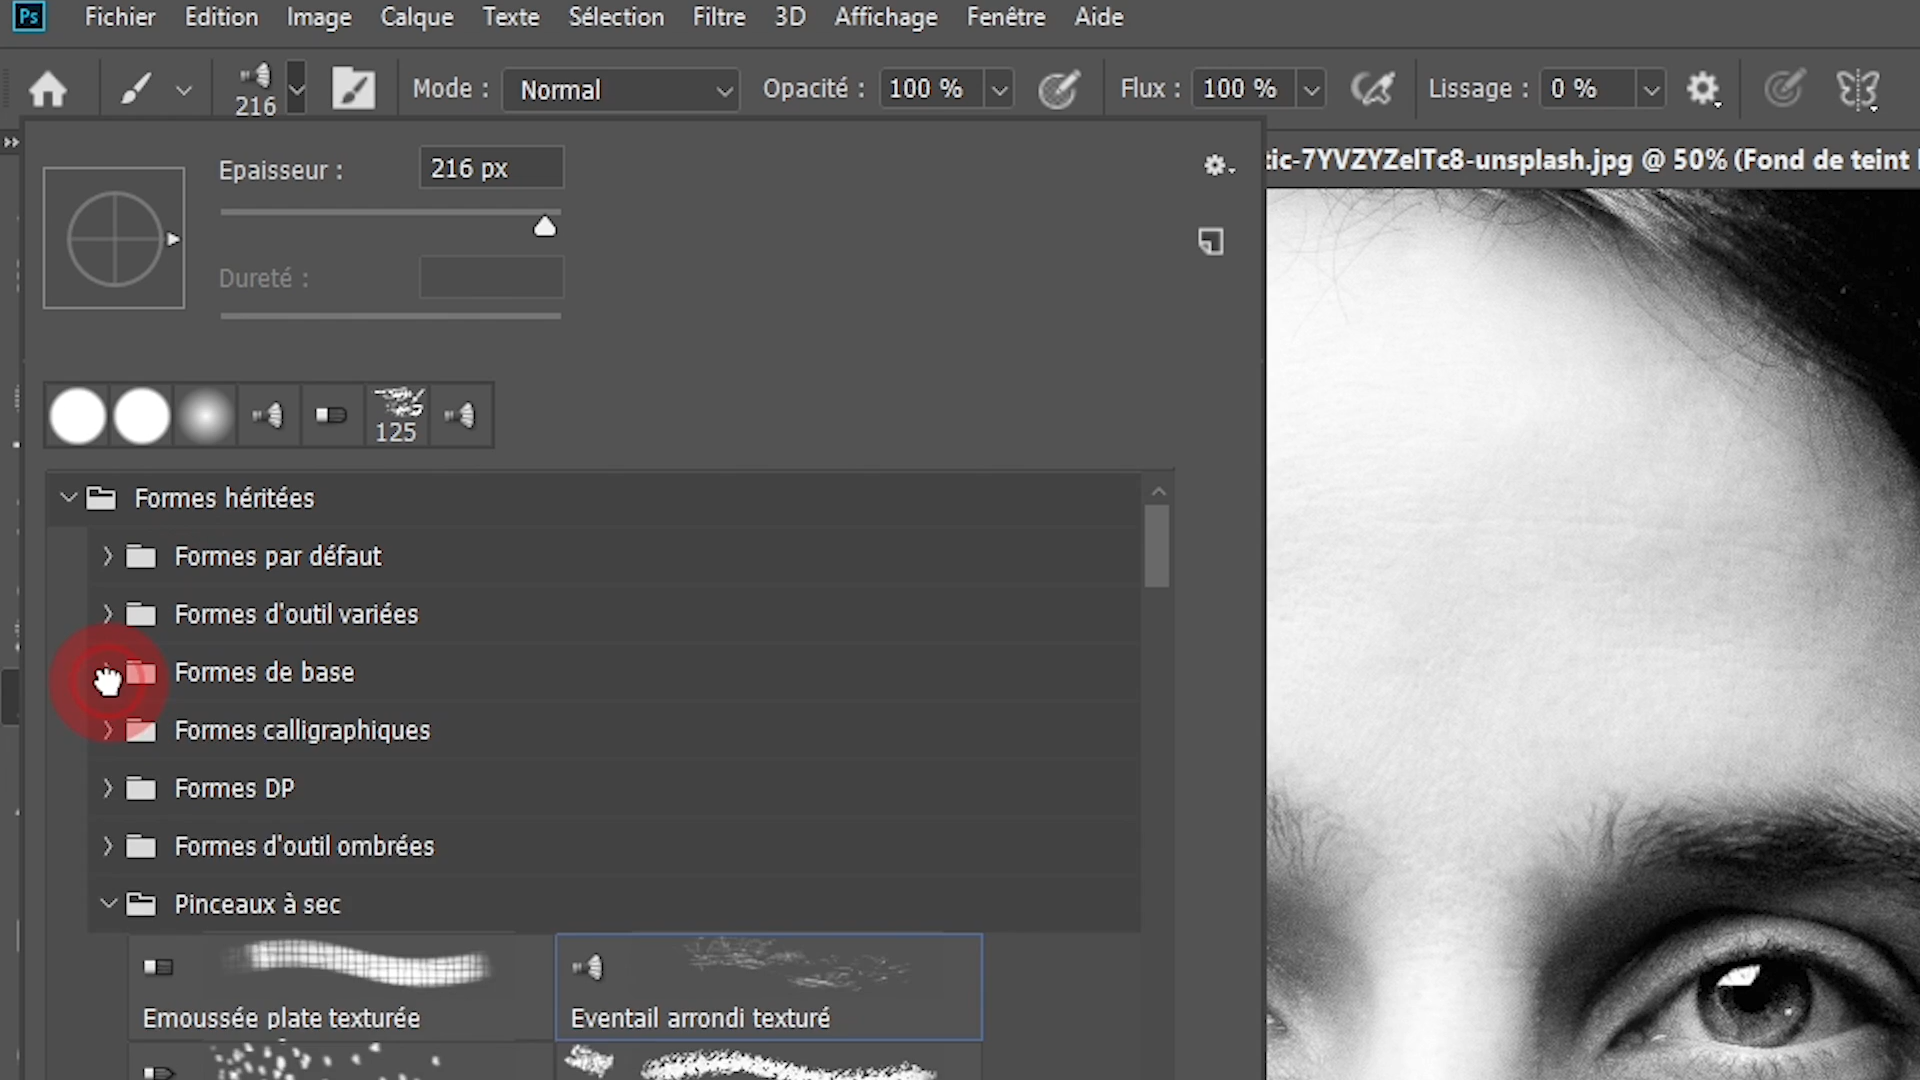 Ps Fichier Edition Image Calque Texte Sélection Filtre 3D Affichage Fenêtre Aide
216 Mode : Normal Opacité : 100 % Flux : 100 % Lissage : 0 %
tic-7YVZYZelTc8-unsplash.jpg @ 50% (Fond de teint
Epaisseur : 216 px
Dureté :
125
Formes héritées
Formes par défaut
Formes d'outil variées
Formes de base
Formes calligraphiques
Formes DP
Formes d'outil ombrées
Pinceaux à sec
Emoussée plate texturée
Eventail arrondi texturé